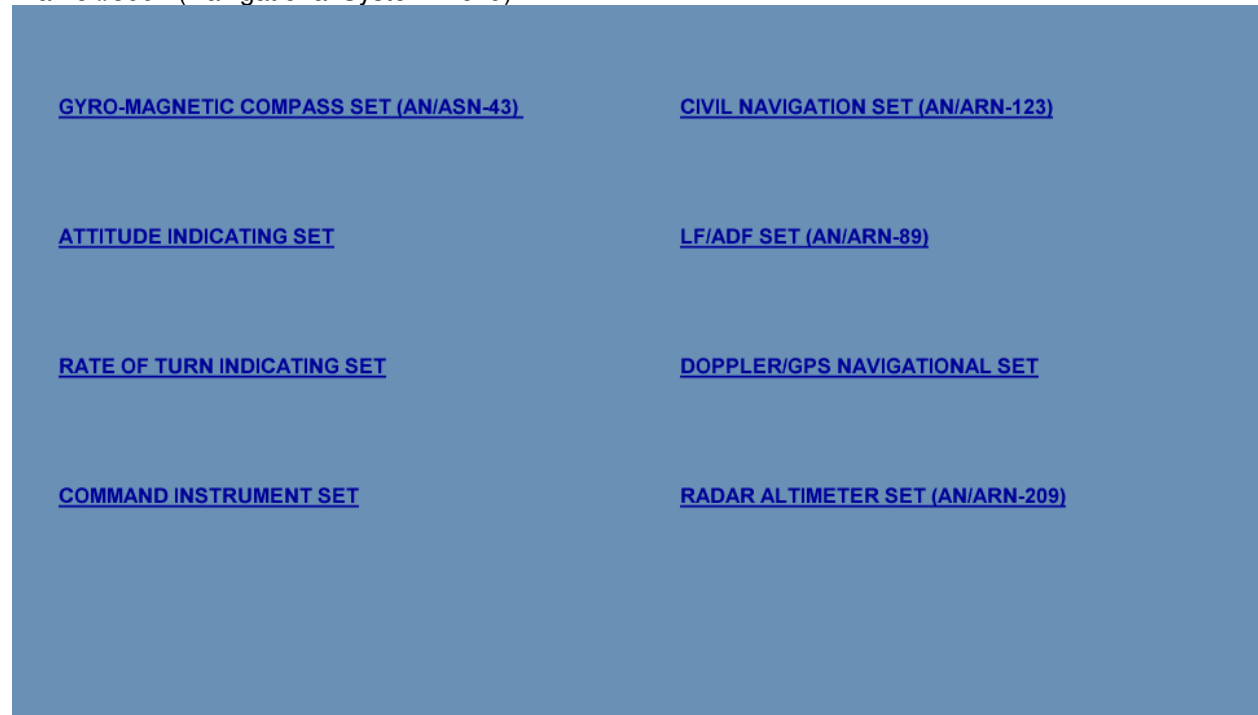 GYRO-MAGNETIC COMPASS SET (AN/ASN-43)
CIVIL NAVIGATION SET (AN/ARN-123)
ATTITUDE INDICATING SET
LF/ADF SET (AN/ARN-89)
RATE OF TURN INDICATING SET
DOPPLER/GPS NAVIGATIONAL SET
COMMAND INSTRUMENT SET
RADAR ALTIMETER SET (AN/ARN-209)